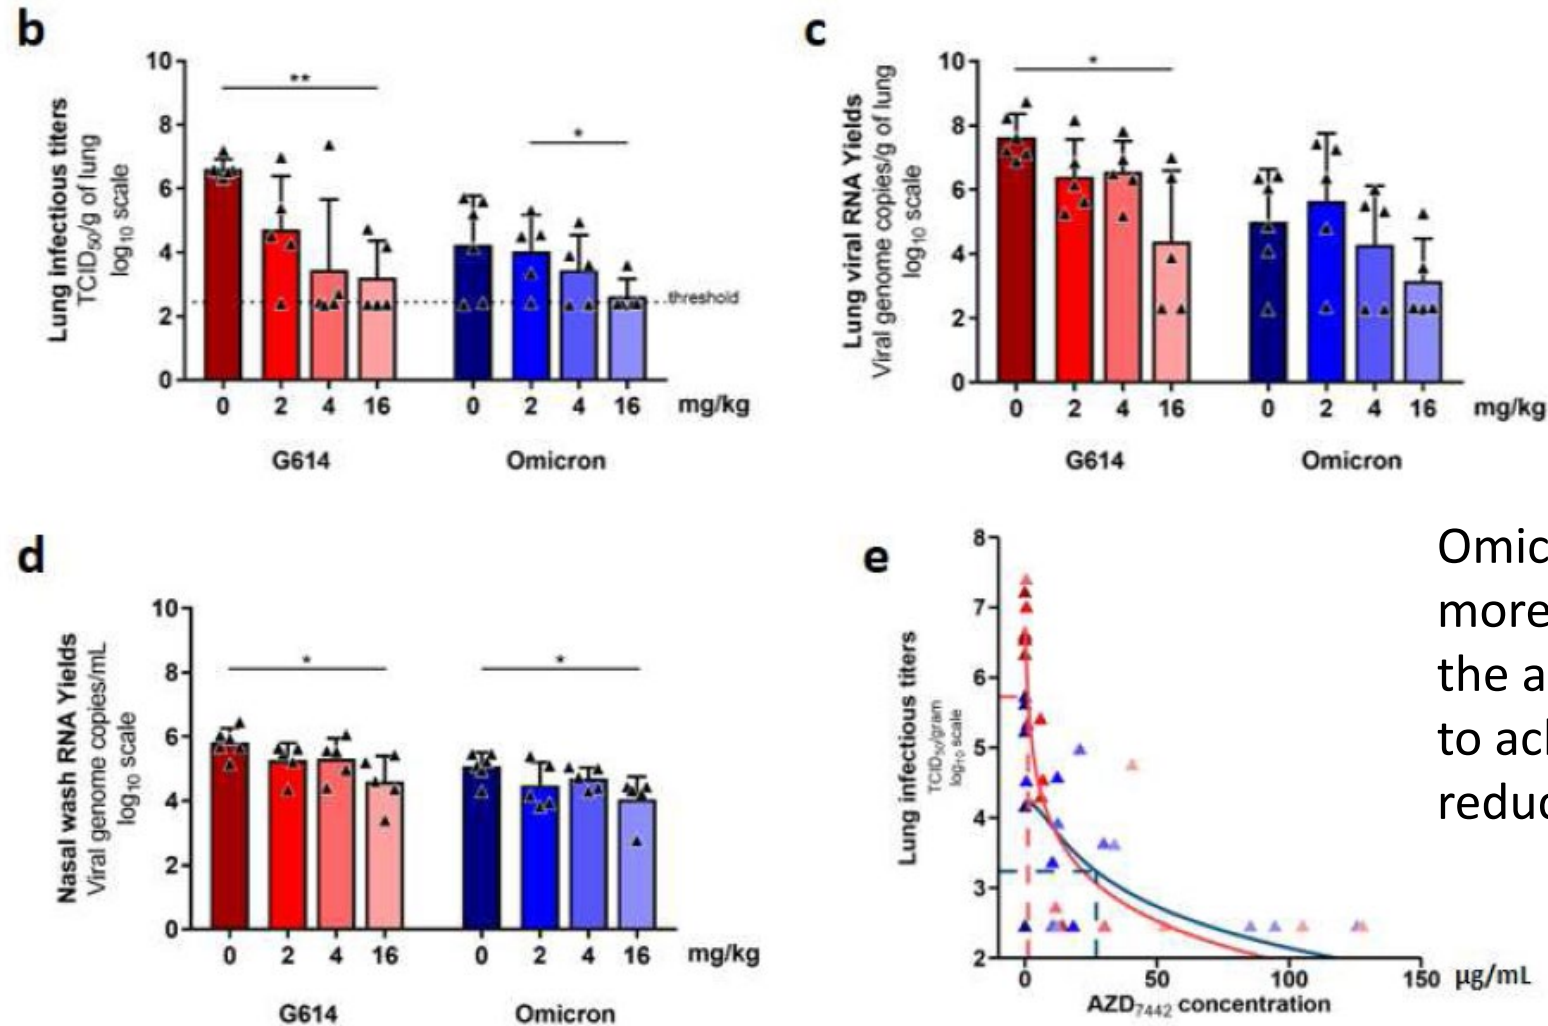 b
Lung infectious titers
TCID50/g of lung
log10 scale
10
8
6
4
2
0
**
*
threshold
0 2 4 16 0 2 4 16 mg/kg
G614 Omicron
c
Lung viral RNA Yields
Viral genome copies/g of lung
log10 scale
10
8
6
4
2
0
*
0 2 4 16 0 2 4 16 mg/kg
G614 Omicron
d
Nasal wash RNA Yields
Viral genome copies/mL
log10 scale
10
8
6
4
2
0
* *
0 2 4 16 0 2 4 16 mg/kg
G614 Omicron
e
Lung infectious titers
TCID50/gram
log10 scale
8
7
6
5
4
3
2
0 50 100 150 µg/mL
AZD7442 concentration
Omic
more
the a
to acl
reduc